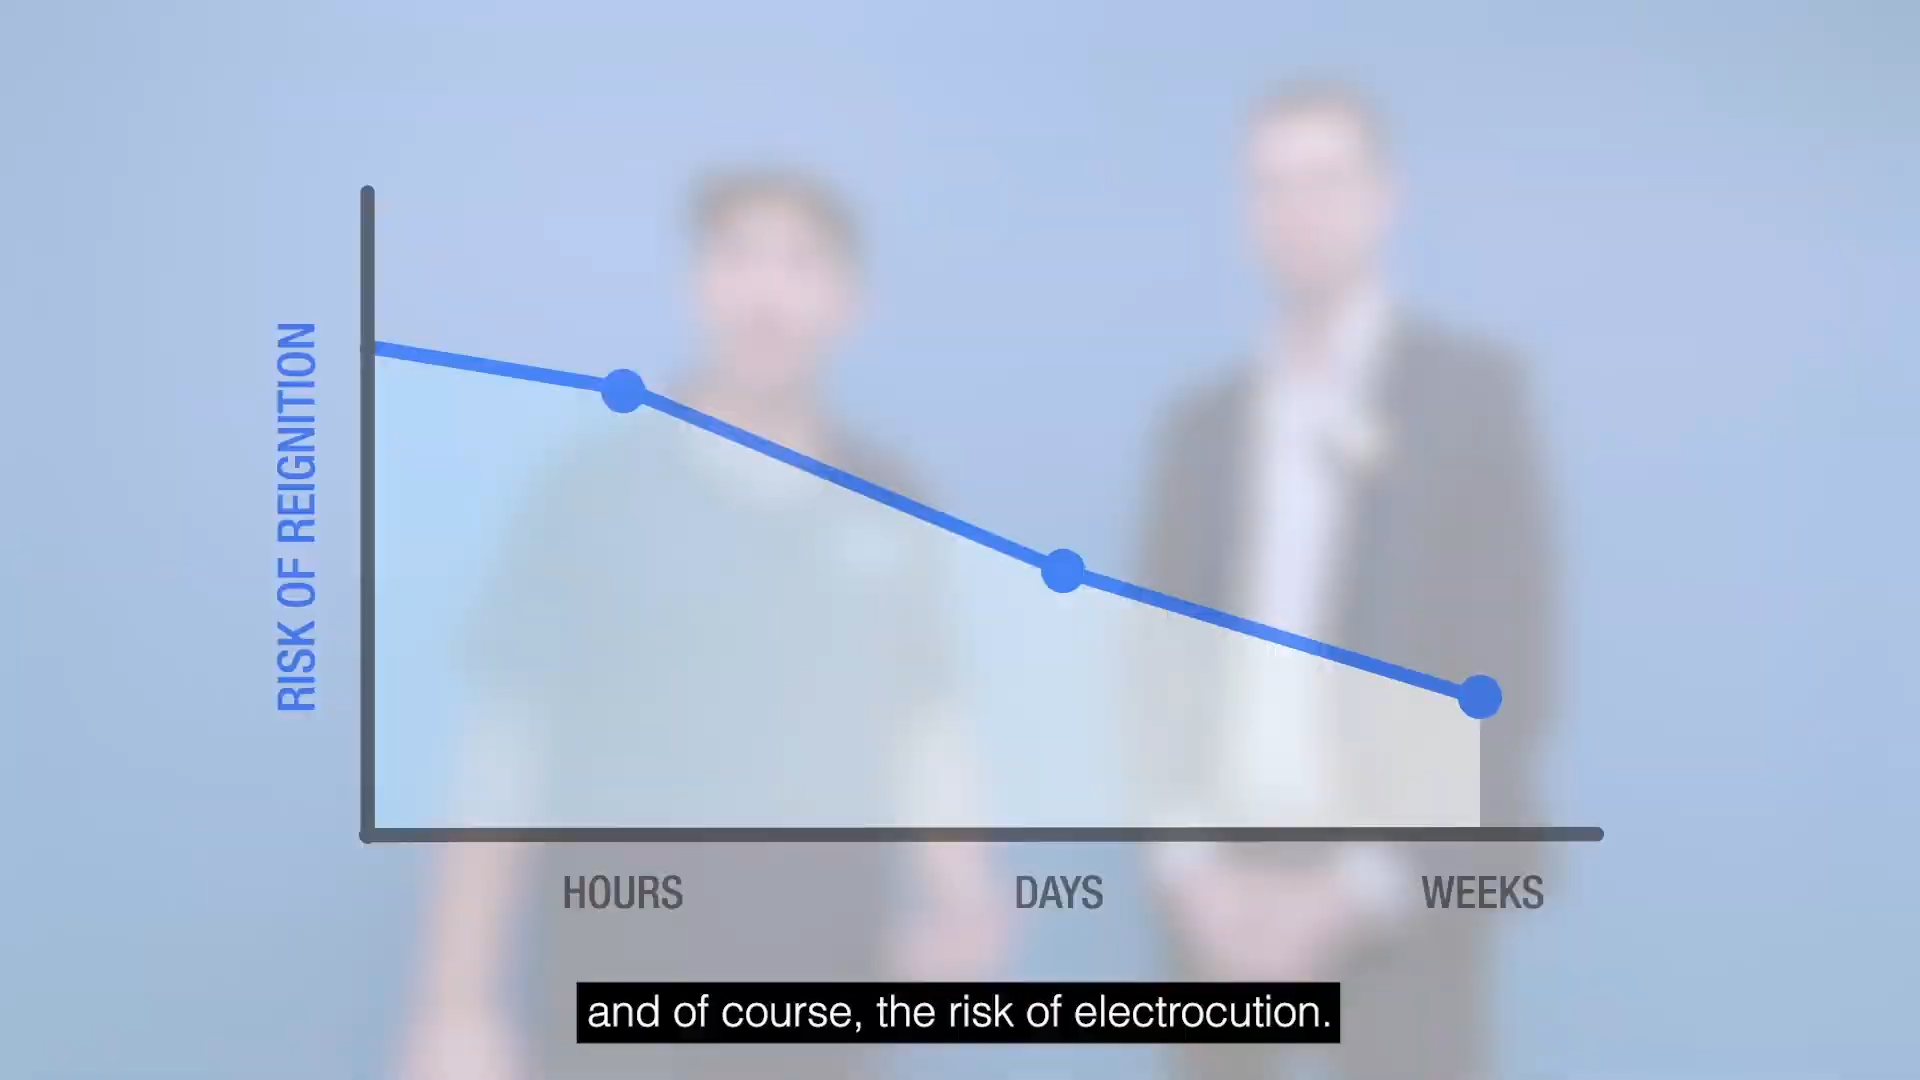 RISK OF REIGNITION
HOURS
DAYS
WEEKS
and of course, the risk of electrocution.